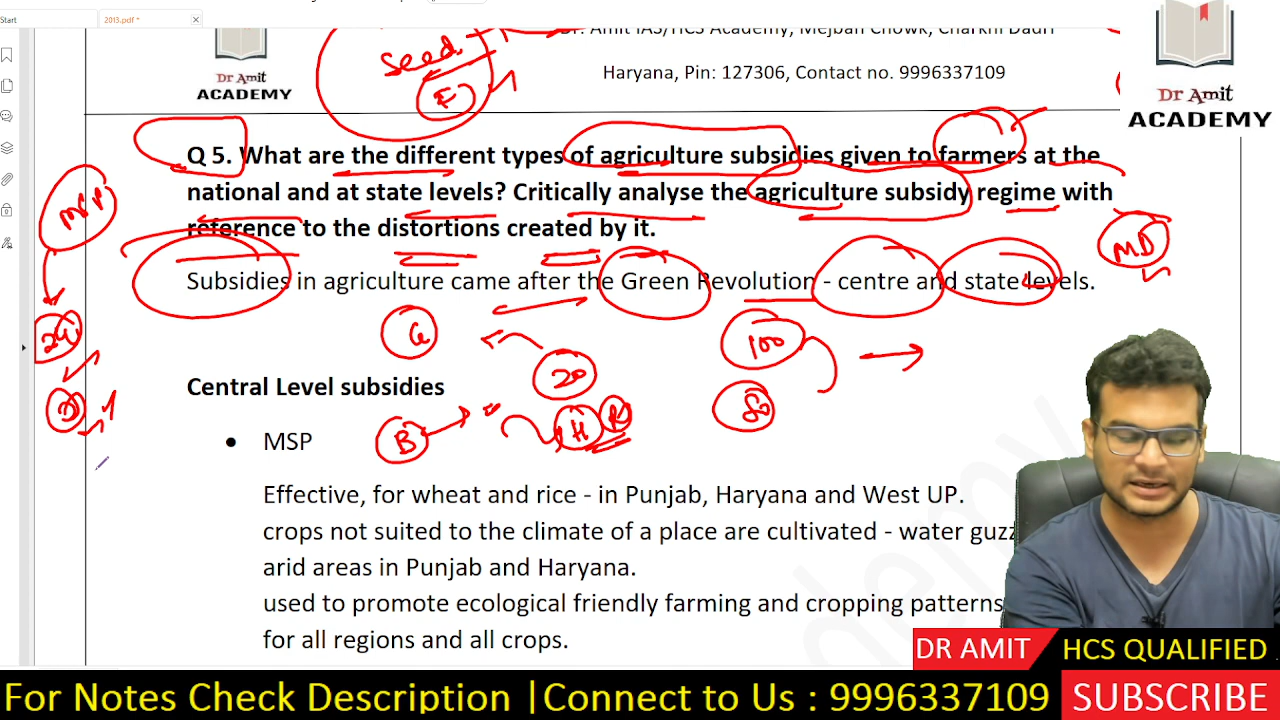 Start
2013.pdf *
Dr. Amit IAS/HCS Academy, Mejban Chowk, Charkhi Dadri
Haryana, Pin: 127306, Contact no. 9996337109
Dr Amit
ACADEMY
Dr Amit
ACADEMY
seed
F
Q 5. What are the different types of agriculture subsidies given to farmers at the
national and at state levels? Critically analyse the agriculture subsidy regime with
reference to the distortions created by it.
MSP
MD
Subsidies in agriculture came after the Green Revolution - centre and state levels.
24
G
100
20
80
Central Level subsidies
B
H
R
• MSP
Effective, for wheat and rice - in Punjab, Haryana and West UP.
crops not suited to the climate of a place are cultivated - water
arid areas in Punjab and Haryana.
used to promote ecological friendly farming and cropping patterns
for all regions and all crops.
DR AMIT HCS QUALIFIED
For Notes Check Description |Connect to Us : 9996337109 SUBSCRIBE